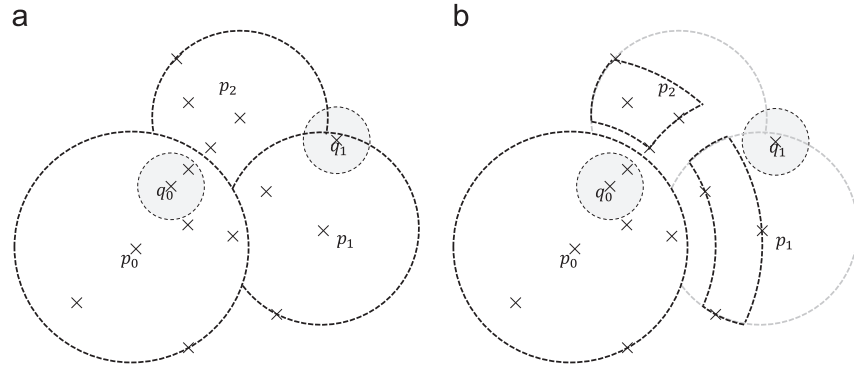 a
b
p₂
q₁
q₀
p₀
p₁
p₂
q₁
q₀
p₀
p₁